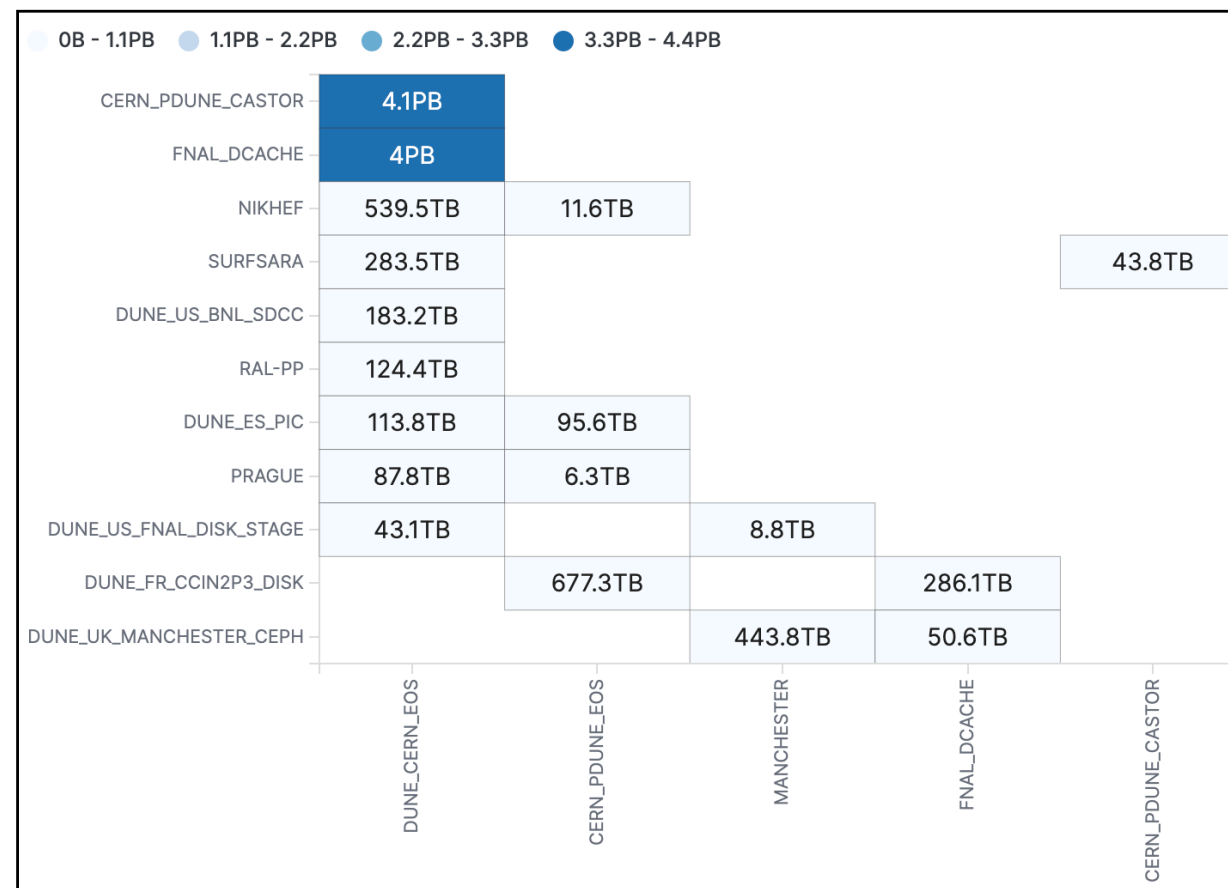 0B - 1.1PB 1.1PB - 2.2PB 2.2PB - 3.3PB 3.3PB - 4.4PB
CERN_PDUNE_CASTOR 4.1PB
FNAL_DCACHE 4PB
NIKHEF 539.5TB 11.6TB
SURFSARA 283.5TB 43.8TB
DUNE_US_BNL_SDCC 183.2TB
RAL-PP 124.4TB
DUNE_ES_PIC 113.8TB 95.6TB
PRAGUE 87.8TB 6.3TB
DUNE_US_FNAL_DISK_STAGE 43.1TB 8.8TB
DUNE_FR_CCIN2P3_DISK 677.3TB 286.1TB
DUNE_UK_MANCHESTER_CEPH 443.8TB 50.6TB
DUNE_CERN_EOS
CERN_PDUNE_EOS
MANCHESTER
FNAL_DCACHE
CERN_PDUNE_CASTOR